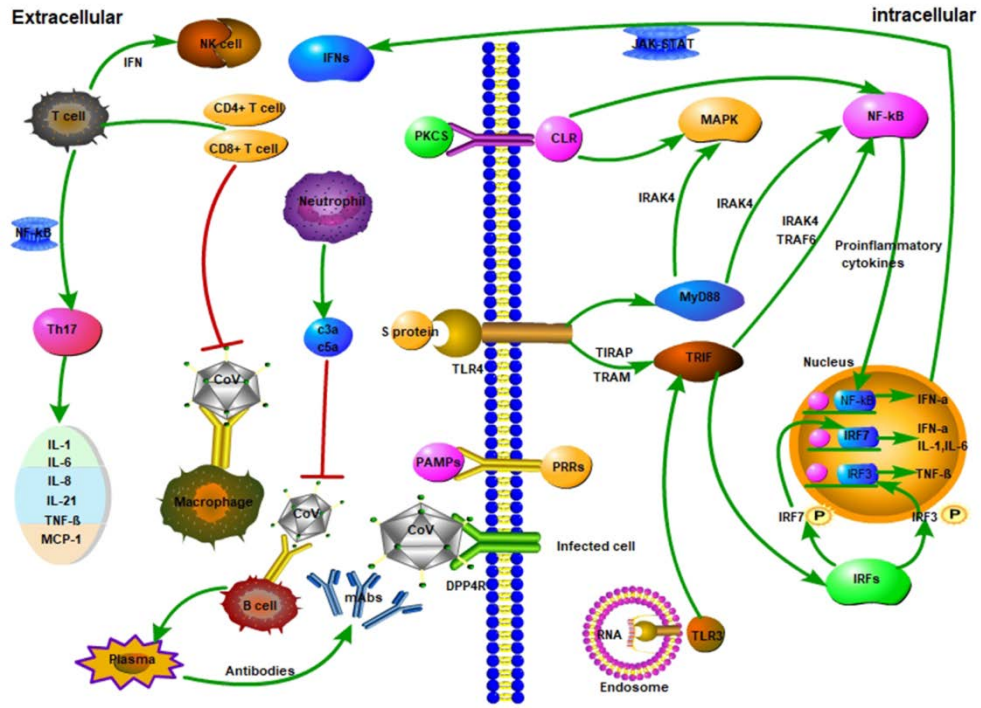 Extracellular
intracellular
NK cell
IFN
IFNs
JAK-STAT
T cell
CD4+ T cell
CD8+ T cell
PKCS
CLR
MAPK
NF-kB
Neutrophil
IRAK4
IRAK4
IRAK4
TRAF6
NF-kB
Proinflammatory
cytokines
MyD88
Th17
c3a
c5a
S protein
TLR4
TIRAP
TRAM
TRIF
Nucleus
CoV
NF-kB
IFN-a
IRF7
IFN-a
IL-1,IL-6
IRF3
TNF-ß
IL-1
IL-6
IL-8
IL-21
TNF-ß
MCP-1
PAMPs
PRRs
Macrophage
CoV
CoV
IRF7
P
IRF3
P
Infected cell
DPP4R
IRFs
B cell
mAbs
RNA
TLR3
Plasma
Antibodies
Endosome